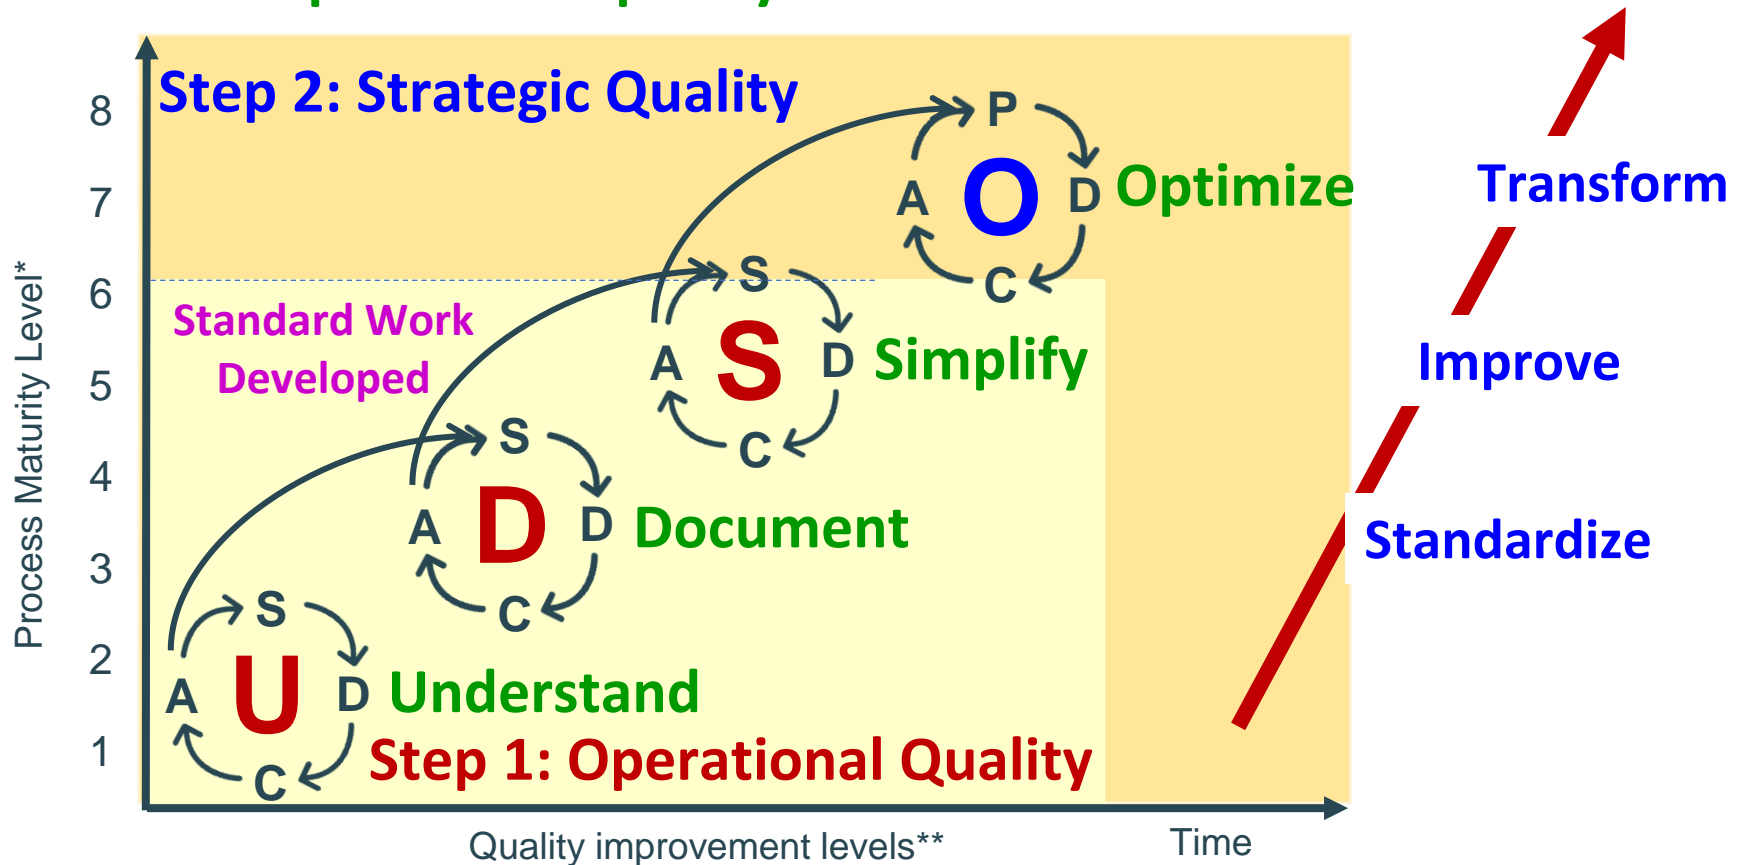 Step 2: Strategic Quality
8
7
6
5
4
3
2
1
Process Maturity Level*
P
A
O
D
Optimize
C
S
A
S
D
Simplify
C
Standard Work
Developed
S
A
D
D
Document
C
S
A
U
D
Understand
C
Step 1: Operational Quality
Quality improvement levels**
Time
Transform
Improve
Standardize